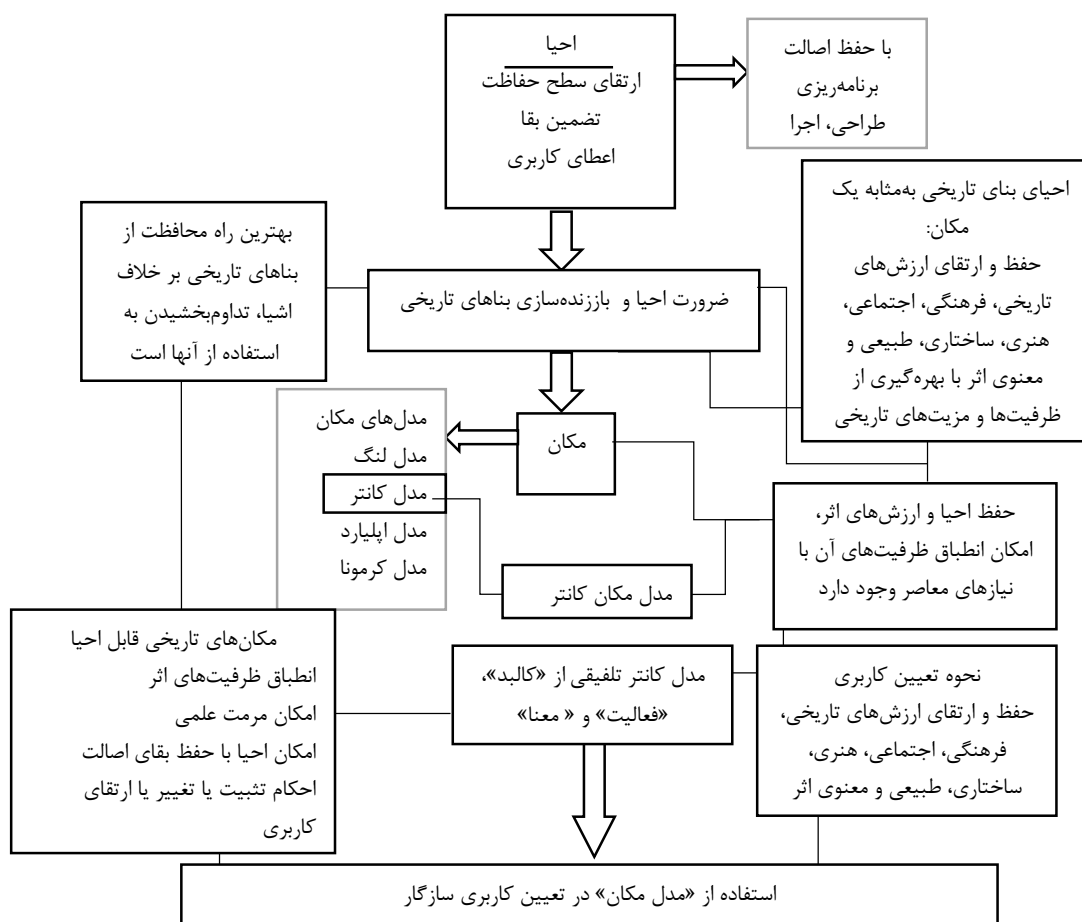 احیا
ارتقای سطح حفاظت
تضمین بقا
اعطای کاربری
با حفظ اصالت
برنامه‌ریزی
طراحی، اجرا
احیای بنای تاریخی به‌مثابه یک
مکان:
حفظ و ارتقای ارزش‌های
تاریخی، فرهنگی، اجتماعی،
هنری، ساختاری، طبیعی و
معنوی اثر با بهره‌گیری از
ظرفیت‌ها و مزیت‌های تاریخی
بهترین راه محافظت از
بناهای تاریخی بر خلاف
اشیا، تداوم‌بخشیدن به
استفاده از آنها است
ضرورت احیا و باززنده‌سازی بناهای تاریخی
مکان
مدل‌های مکان
مدل لنگ
مدل کانتر
مدل اپلیارد
مدل کرمونا
حفظ احیا و ارزش‌های اثر،
امکان انطباق ظرفیت‌های آن با
نیازهای معاصر وجود دارد
مدل مکان کانتر
مکان‌های تاریخی قابل احیا
انطباق ظرفیت‌های اثر
امکان مرمت علمی
امکان احیا با حفظ بقای اصالت
احکام تثبیت یا تغییر یا ارتقای
کاربری
مدل کانتر تلفیقی از «کالبد»،
«فعالیت» و « معنا»
نحوه تعیین کاربری
حفظ و ارتقای ارزش‌های تاریخی،
فرهنگی، اجتماعی، هنری،
ساختاری، طبیعی و معنوی اثر
استفاده از «مدل مکان» در تعیین کاربری سازگار